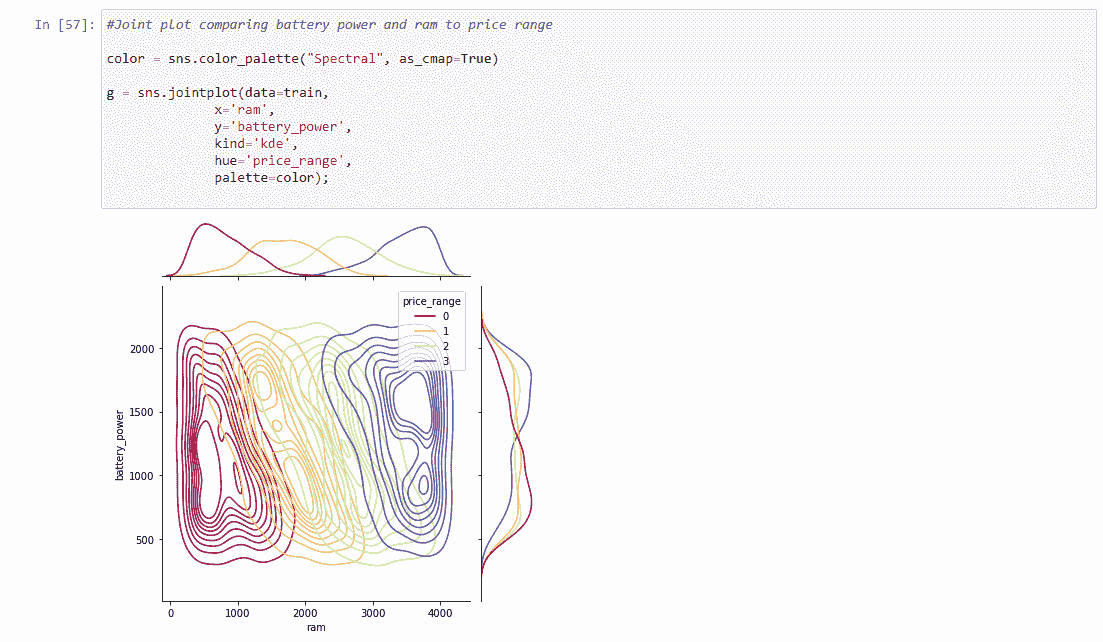 In [57]: #Joint plot comparing battery power and ram to price range
color = sns.color_palette("Spectral", as_cmap=True)
g = sns.jointplot(data=train,
x='ram',
y='battery_power',
kind='kde',
hue='price_range',
palette=color);
price_range
0
1
2
3
2000
1500
1000
500
battery_power
0 1000 2000 3000 4000
ram